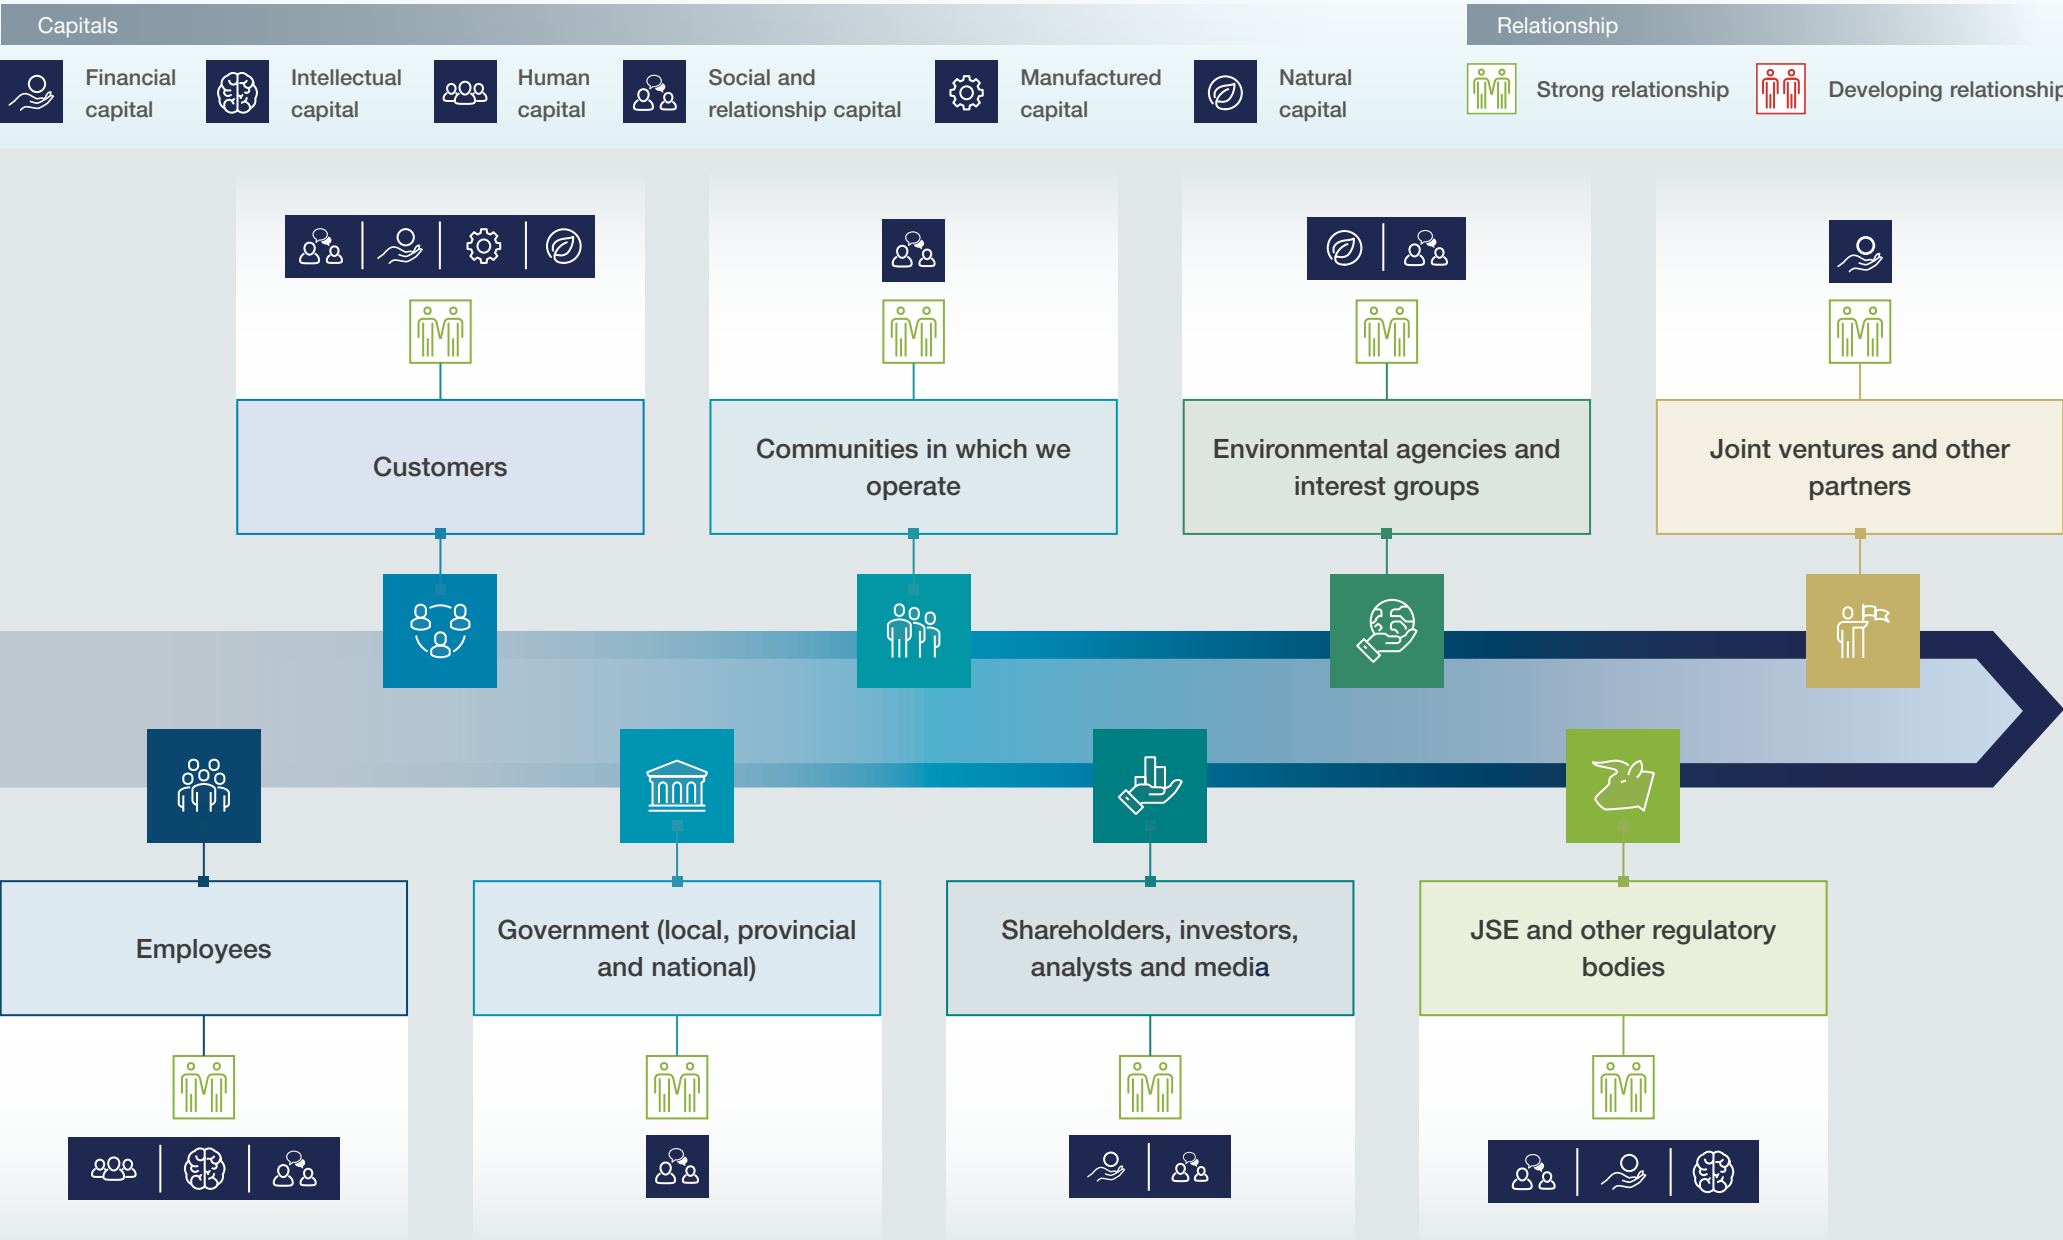 Capitals
Relationship
Financial
capital
Intellectual
capital
Human
capital
Social and
relationship capital
Manufactured
capital
Natural
capital
Strong relationship
Developing relationship
Customers
Communities in which we
operate
Environmental agencies and
interest groups
Joint ventures and other
partners
Employees
Government (local, provincial
and national)
Shareholders, investors,
analysts and media
JSE and other regulatory
bodies